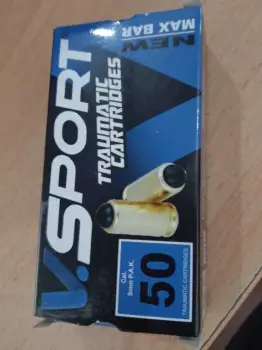 NEW
MAX BAR
V.SPORT
TRAUMATIC
CARTRIDGES
Cal.
9mm P.A.K.
50
TRAUMATIC CARTRIDGES